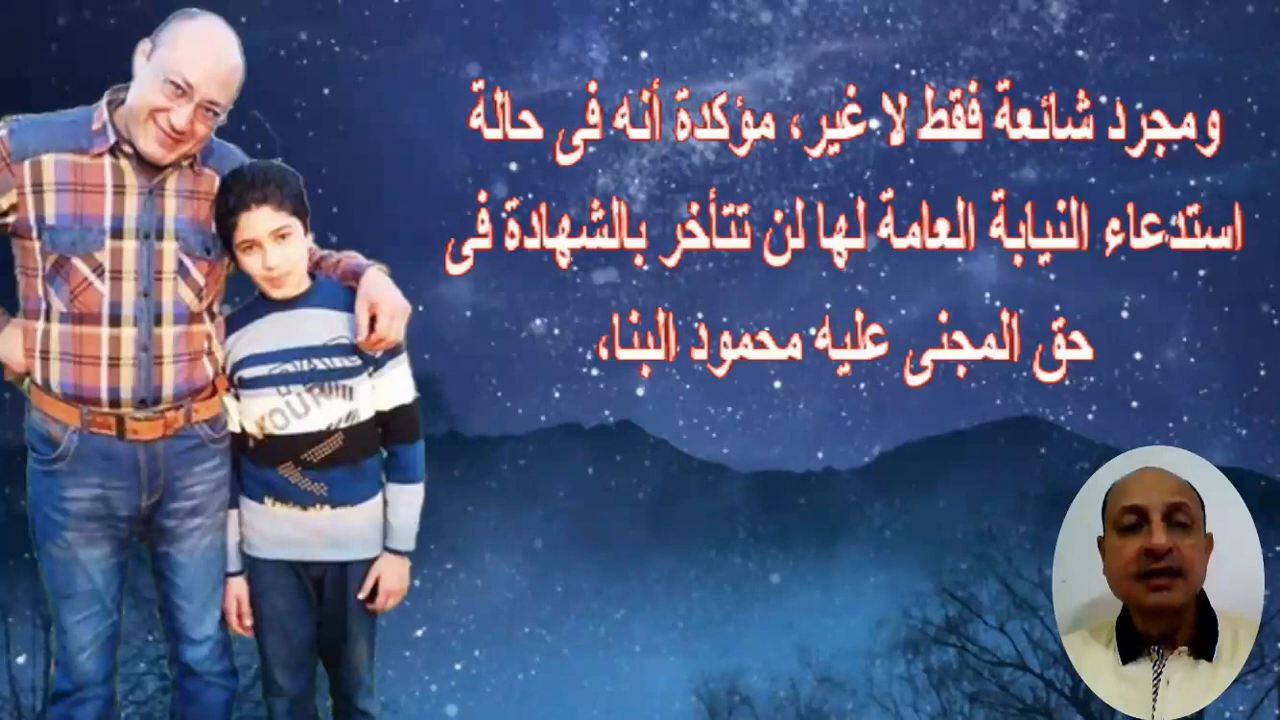 ومجرد شائعة فقط لا غير، مؤكدة أنه فى حالة
استدعاء النيابة العامة لها لن تتأخر بالشهادة فى
حق المجنى عليه محمود البنا،
YOUR